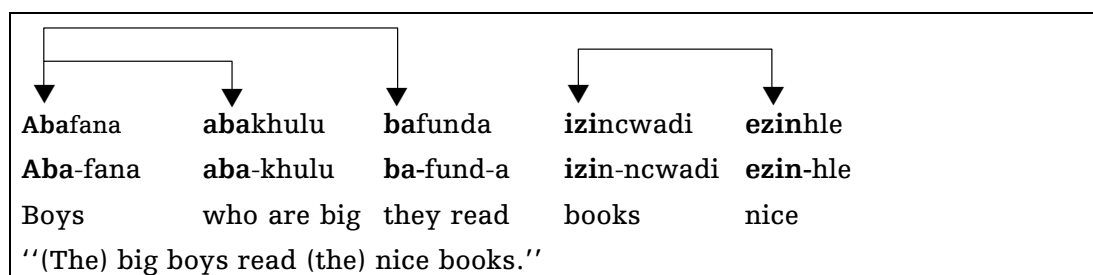 Abafana abakhulu bafunda izincwadi ezinhle
Aba-fana aba-khulu ba-fund-a izin-ncwadi ezin-hle
Boys who are big they read books nice
''(The) big boys read (the) nice books.''